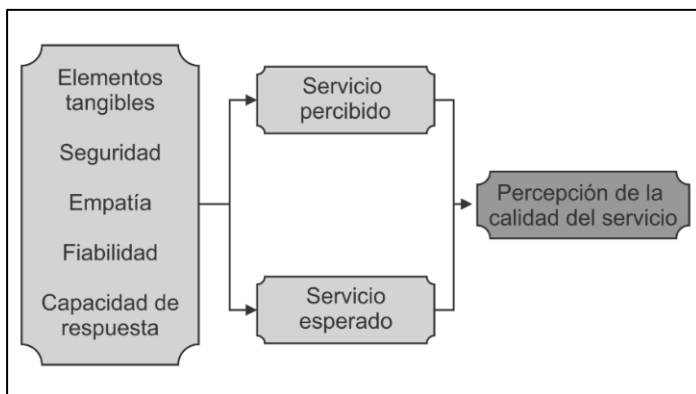 Elementos
tangibles
Seguridad
Empatía
Fiabilidad
Capacidad de
respuesta
Servicio
percibido
Servicio
esperado
Percepción de la
calidad del servicio